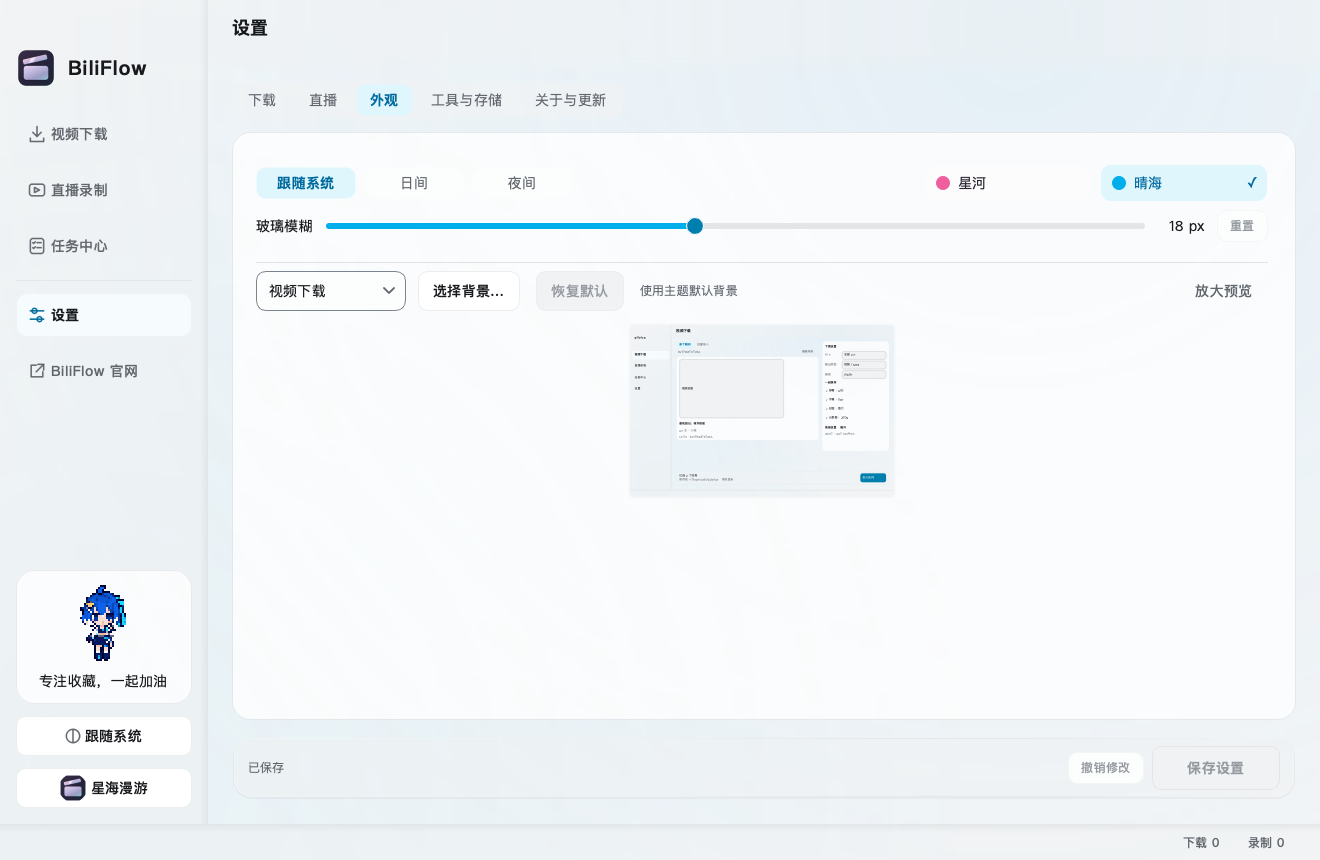 设置
BiliFlow
视频下载
直播录制
任务中心
设置
BiliFlow 官网
专注收藏，一起加油
跟随系统
星海漫游
下载 直播 外观 工具与存储 关于与更新
跟随系统 日间 夜间 星河 晴海
玻璃模糊 18 px 重置
视频下载 选择背景... 恢复默认 使用主题默认背景 放大预览
视频下载
已保存 撤销修改 保存设置
下载 0 录制 0